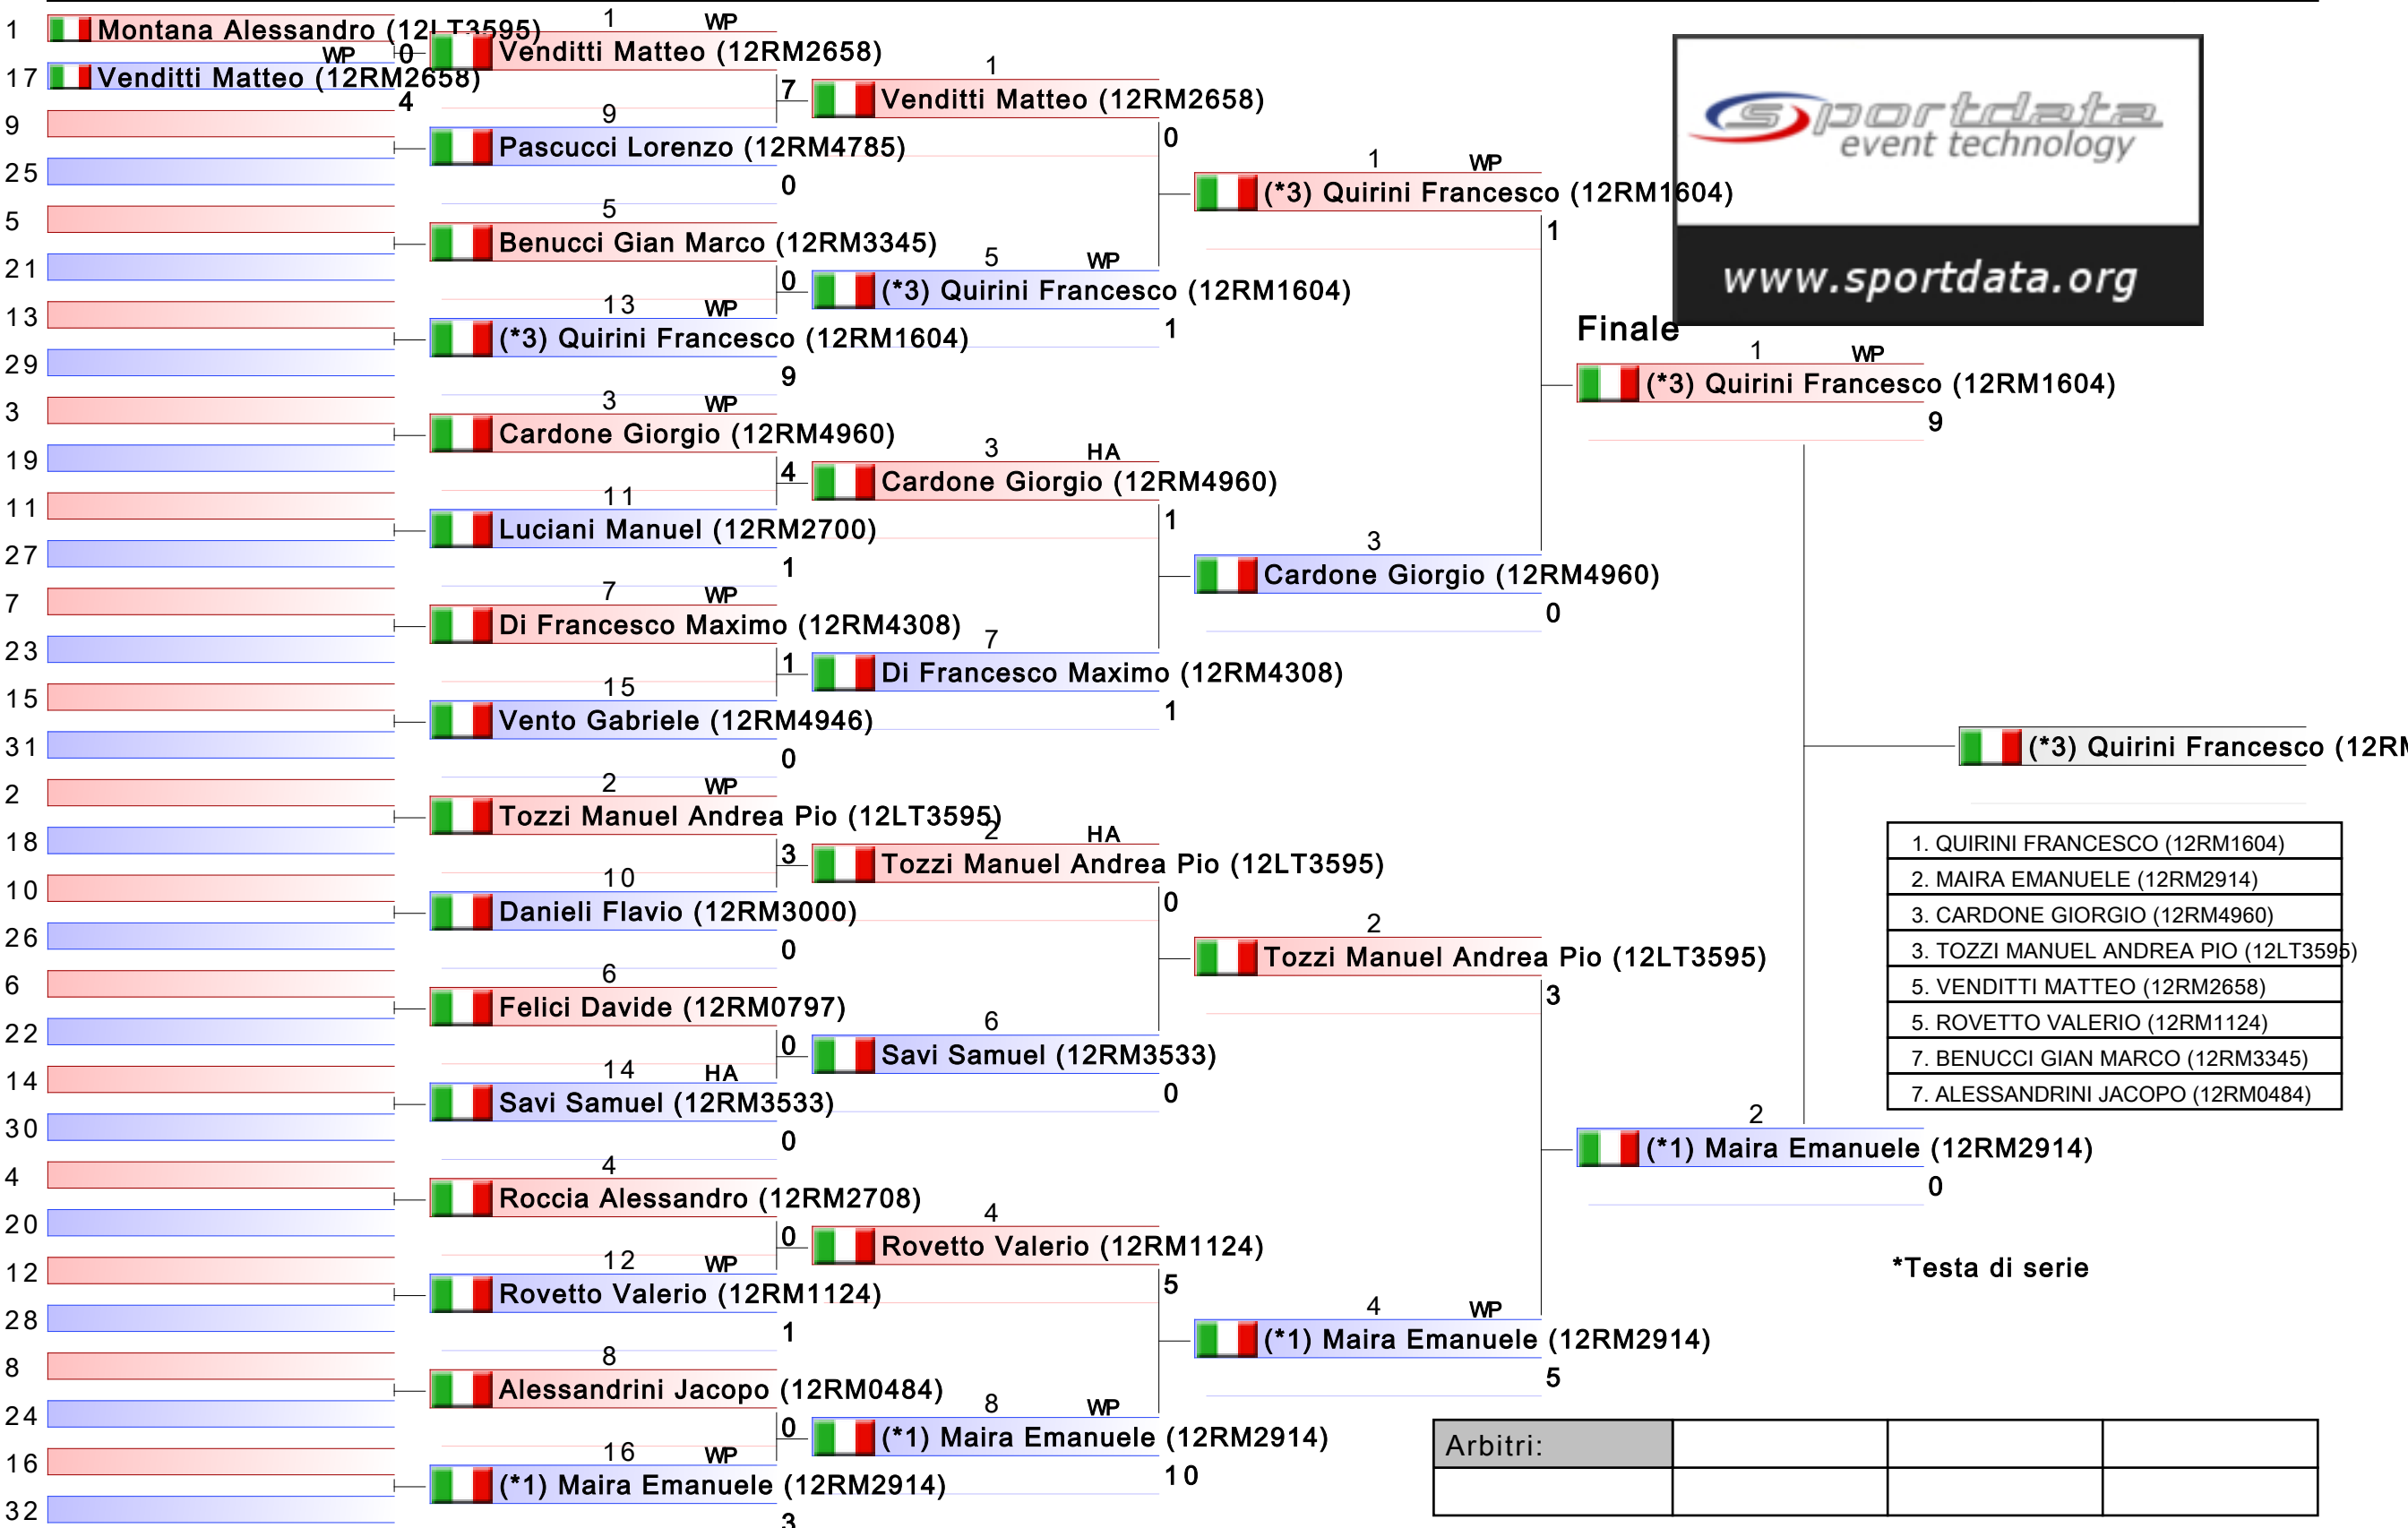 1 Montana Alessandro (12LT3595)
WP 0
17 Venditti Matteo (12RM2658)
4
9
25
5
21
13
29
3
19
11
27
7
23
15
31
2
18
10
26
6
22
14
30
4
20
12
28
8
24
16
32
1 WP
Venditti Matteo (12RM2658)
7
9
Pascucci Lorenzo (12RM4785)
0
5
Benucci Gian Marco (12RM3345)
0
13 WP
(*3) Quirini Francesco (12RM1604)
9
3 WP
Cardone Giorgio (12RM4960)
4
11
Luciani Manuel (12RM2700)
1
7 WP
Di Francesco Maximo (12RM4308)
1
15
Vento Gabriele (12RM4946)
0
2 WP
Tozzi Manuel Andrea Pio (12LT3595)
3
10
Danieli Flavio (12RM3000)
0
6
Felici Davide (12RM0797)
0
14 HA
Savi Samuel (12RM3533)
0
4
Roccia Alessandro (12RM2708)
0
12 WP
Rovetto Valerio (12RM1124)
1
8
Alessandrini Jacopo (12RM0484)
0
16 WP
(*1) Maira Emanuele (12RM2914)
3
1
Venditti Matteo (12RM2658)
0
5 WP
(*3) Quirini Francesco (12RM1604)
1
3 HA
Cardone Giorgio (12RM4960)
1
7
Di Francesco Maximo (12RM4308)
1
2 HA
Tozzi Manuel Andrea Pio (12LT3595)
0
6
Savi Samuel (12RM3533)
0
4
Rovetto Valerio (12RM1124)
5
8 WP
(*1) Maira Emanuele (12RM2914)
10
1 WP
(*3) Quirini Francesco (12RM1604)
1
3
Cardone Giorgio (12RM4960)
0
2
Tozzi Manuel Andrea Pio (12LT3595)
3
4 WP
(*1) Maira Emanuele (12RM2914)
5
sportdata
event technology
www.sportdata.org
Finale
1 WP
(*3) Quirini Francesco (12RM1604)
9
2
(*1) Maira Emanuele (12RM2914)
0
(*3) Quirini Francesco (12RM
1. QUIRINI FRANCESCO (12RM1604)
2. MAIRA EMANUELE (12RM2914)
3. CARDONE GIORGIO (12RM4960)
3. TOZZI MANUEL ANDREA PIO (12LT3595)
5. VENDITTI MATTEO (12RM2658)
5. ROVETTO VALERIO (12RM1124)
7. BENUCCI GIAN MARCO (12RM3345)
7. ALESSANDRINI JACOPO (12RM0484)
*Testa di serie
Arbitri: